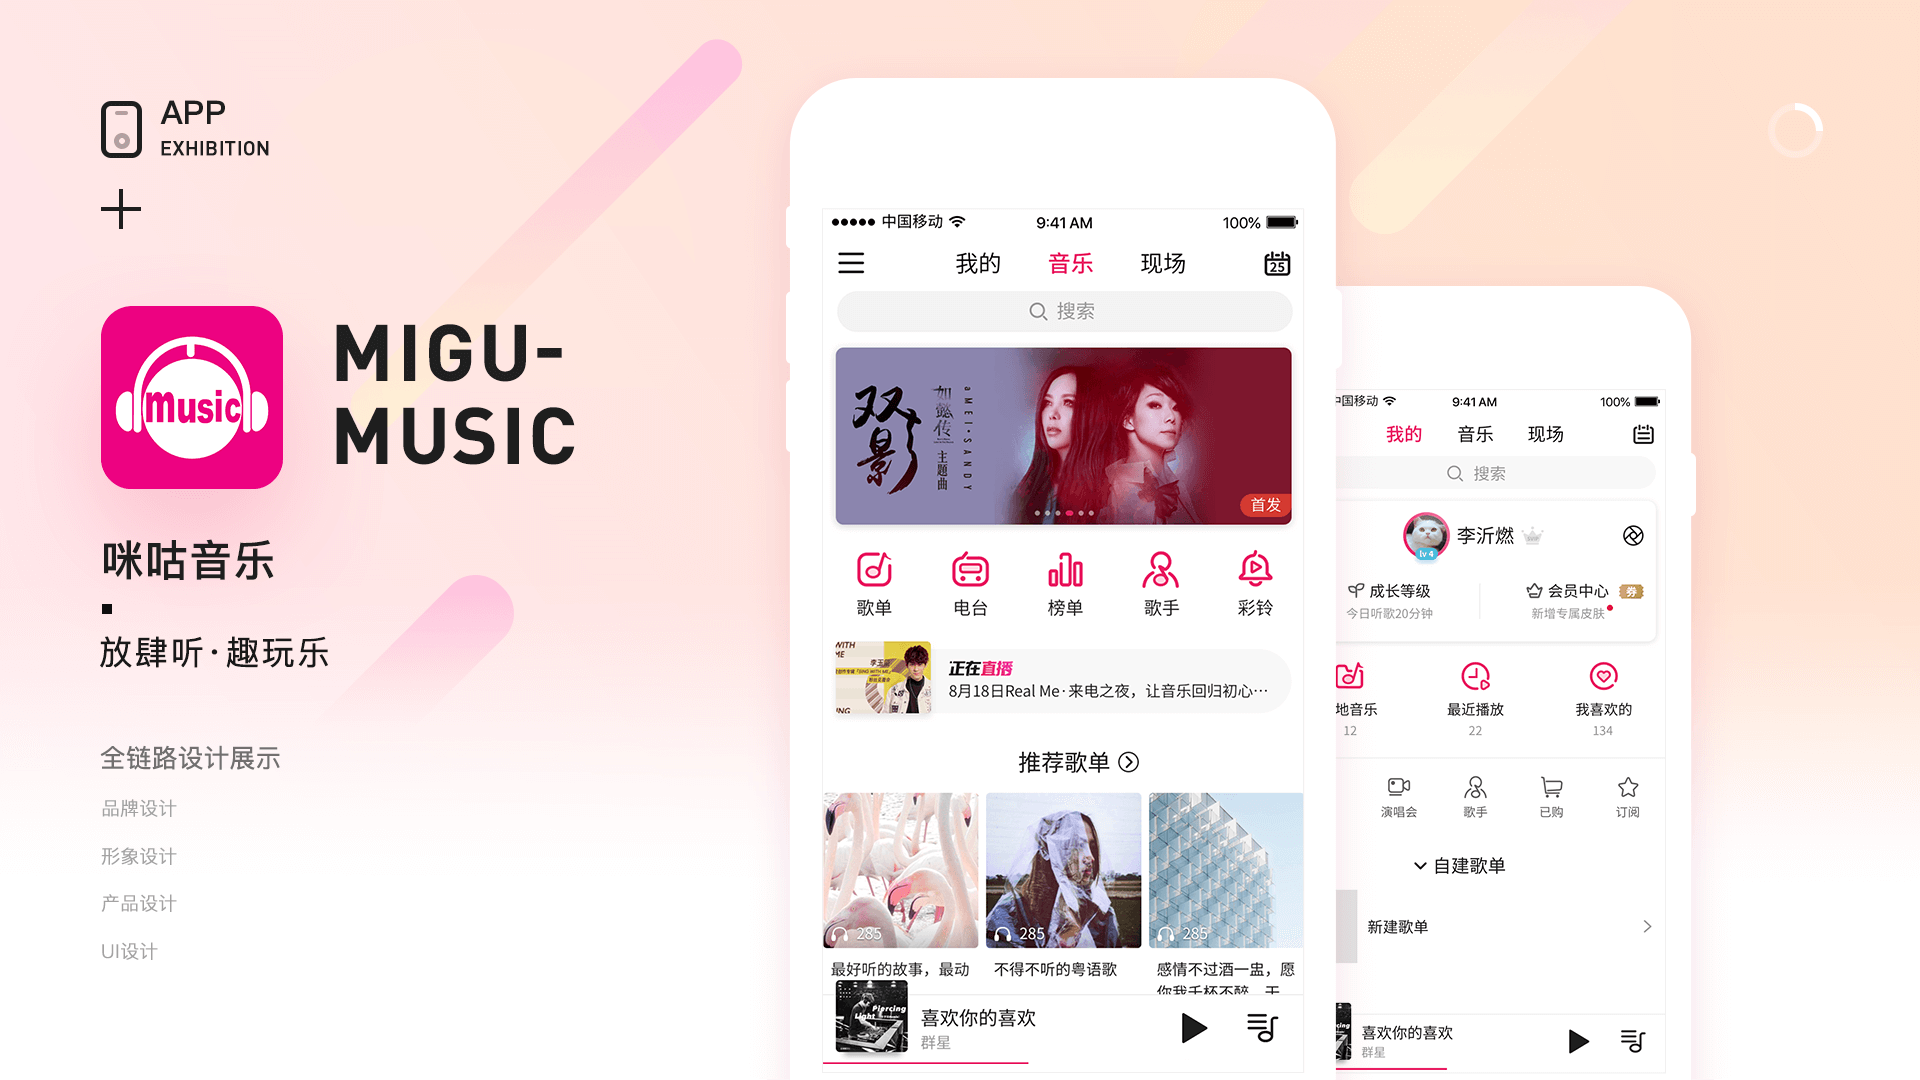 APP
EXHIBITION
music
MIGU-
MUSIC
咪咕音乐
放肆听·趣玩乐
全链路设计展示
品牌设计
形象设计
产品设计
UI设计
中国移动
9:41 AM
100%
我的
音乐
现场
25
搜索
双影
如懿传
主题曲
aMEI·SANDY
首发
歌单
电台
榜单
歌手
彩铃
正在直播
8月18日Real Me·来电之夜，让音乐回归初心···
推荐歌单
285
285
285
最好听的故事，最动
不得不听的粤语歌
感情不过酒一盅，愿
你我千杯不醉，干
Piercing
Light
喜欢你的喜欢
群星
中国移动
9:41 AM
100%
我的
音乐
现场
搜索
李沂燃
lv 4
成长等级
今日听歌20分钟
会员中心
券
新增专属皮肤
地音乐
12
最近播放
22
我喜欢的
134
演唱会
歌手
已购
订阅
自建歌单
新建歌单
喜欢你的喜欢
群星